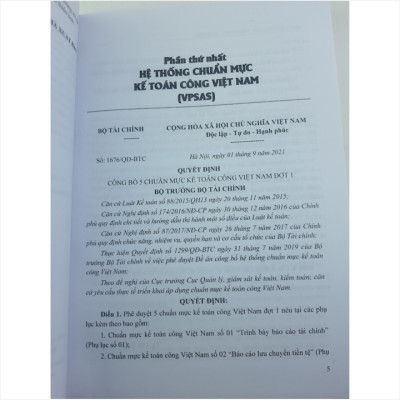 Phần thứ nhất
HỆ THỐNG CHUẨN MỰC
KẾ TOÁN CÔNG VIỆT NAM
(VPSAS)
BỘ TÀI CHÍNH
CỘNG HÒA XÃ HỘI CHỦ NGHĨA VIỆT NAM
Độc lập - Tự do - Hạnh phúc
Số: 1676/QĐ-BTC
Hà Nội, ngày 01 tháng 9 năm 2021
QUYẾT ĐỊNH
CÔNG BỐ 5 CHUẨN MỰC KẾ TOÁN CÔNG VIỆT NAM ĐỢT 1
BỘ TRƯỞNG BỘ TÀI CHÍNH
Căn cứ Luật Kế toán số 88/2015/QH13 ngày 20 tháng 11 năm 2015;
Căn cứ Nghị định số 174/2016/NĐ-CP ngày 30 tháng 12 năm 2016 của Chính
phủ quy định chi tiết và hướng dẫn thi hành một số điều của Luật kế toán;
Căn cứ Nghị định số 87/2017/NĐ-CP ngày 26 tháng 7 năm 2017 của Chính
phủ quy định chức năng, nhiệm vụ, quyền hạn và cơ cấu tổ chức của Bộ Tài chính;
Thực hiện Quyết định số 1299/QĐ-BTC ngày 31 tháng 7 năm 2019 của Bộ
trưởng Bộ Tài chính về việc phê duyệt Đề án công bố hệ thống chuẩn mực kế toán
công Việt Nam;
Theo đề nghị của Cục trưởng Cục Quản lý, giám sát kế toán, kiểm toán; căn
cứ yêu cầu thực tế triển khai áp dụng chuẩn mực kế toán công Việt Nam.
QUYẾT ĐỊNH:
Điều 1. Phê duyệt 5 chuẩn mực kế toán công Việt Nam đợt 1 nêu tại các phụ
lục kèm theo bao gồm:
1. Chuẩn mực kế toán công Việt Nam số 01 "Trình bày báo cáo tài chính"
(Phụ lục số 01);
2. Chuẩn mực kế toán công Việt Nam số 02 "Báo cáo lưu chuyển tiền tệ" (Phụ
5